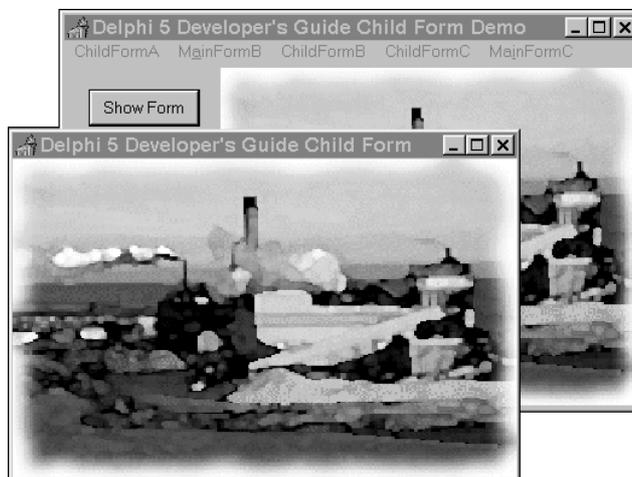 Delphi 5 Developer's Guide Child Form Demo
ChildFormA MainFormB ChildFormB ChildFormC MainFormC
Show Form
Delphi 5 Developer's Guide Child Form